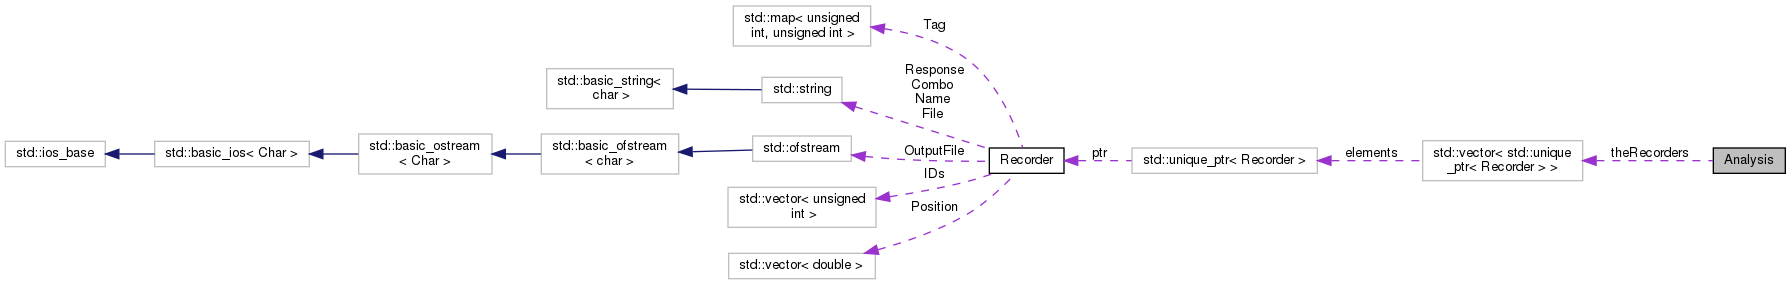 std::map< unsigned
int, unsigned int >
Tag
std::basic_string<
char >
std::string
Response
Combo
Name
File
std::ios_base
std::basic_ios< Char >
std::basic_ostream
< Char >
std::basic_ofstream
< char >
std::ofstream
OutputFile
Recorder
ptr
std::unique_ptr< Recorder >
elements
std::vector< std::unique
_ptr< Recorder > >
theRecorders
Analysis
IDs
std::vector< unsigned
int >
Position
std::vector< double >